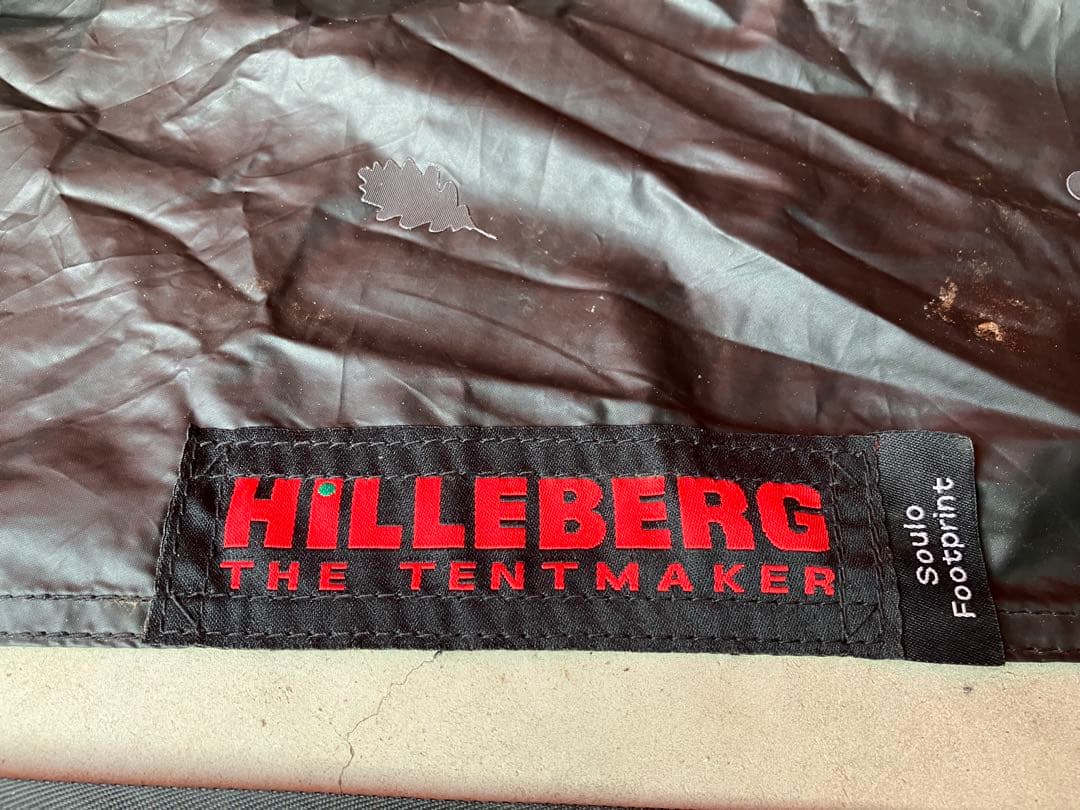 HiLLEBERG
THE TENTMAKER
Soulo
Footprint